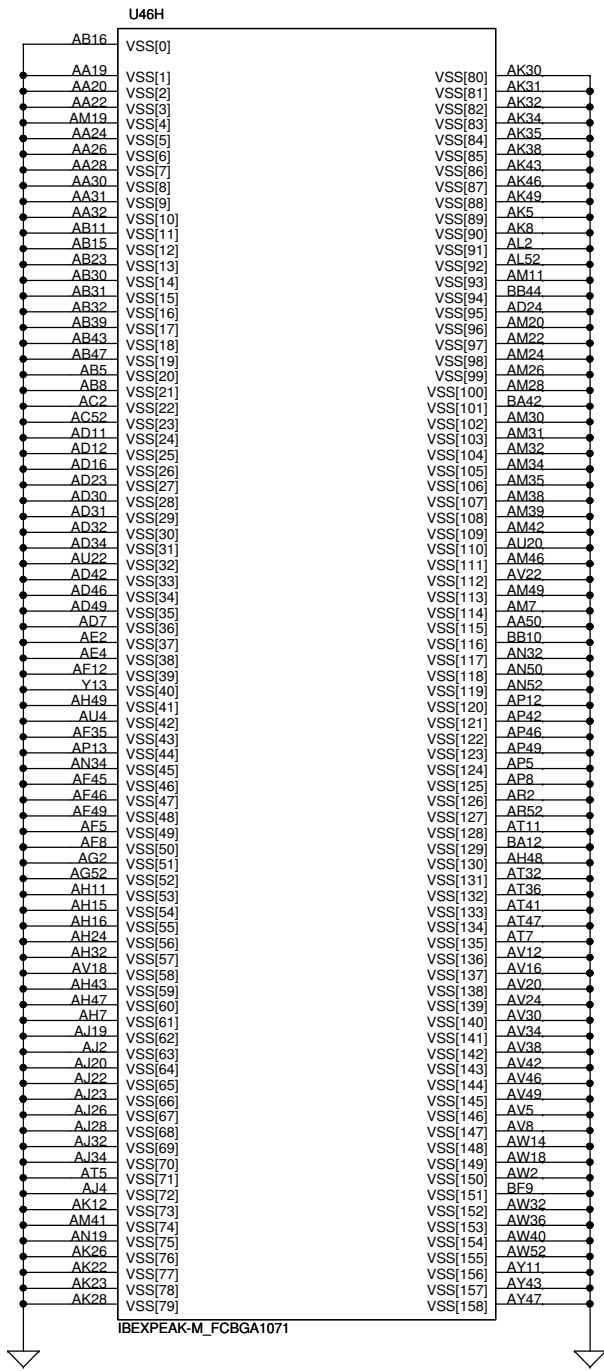 U46H
AB16 VSS[0]
AA19 VSS[1] VSS[80] AK30
AA20 VSS[2] VSS[81] AK31
AA22 VSS[3] VSS[82] AK32
AM19 VSS[4] VSS[83] AK34
AA24 VSS[5] VSS[84] AK35
AA26 VSS[6] VSS[85] AK38
AA28 VSS[7] VSS[86] AK43
AA30 VSS[8] VSS[87] AK46
AA31 VSS[9] VSS[88] AK49
AA32 VSS[10] VSS[89] AK5
AB11 VSS[11] VSS[90] AK8
AB15 VSS[12] VSS[91] AL2
AB23 VSS[13] VSS[92] AL52
AB30 VSS[14] VSS[93] AM11
AB31 VSS[15] VSS[94] BB44
AB32 VSS[16] VSS[95] AD24
AB39 VSS[17] VSS[96] AM20
AB43 VSS[18] VSS[97] AM22
AB47 VSS[19] VSS[98] AM24
AB5 VSS[20] VSS[99] AM26
AB8 VSS[21] VSS[100] AM28
AC2 VSS[22] VSS[101] BA42
AC52 VSS[23] VSS[102] AM30
AD11 VSS[24] VSS[103] AM31
AD12 VSS[25] VSS[104] AM32
AD16 VSS[26] VSS[105] AM34
AD23 VSS[27] VSS[106] AM35
AD30 VSS[28] VSS[107] AM38
AD31 VSS[29] VSS[108] AM39
AD32 VSS[30] VSS[109] AM42
AD34 VSS[31] VSS[110] AU20
AU22 VSS[32] VSS[111] AM46
AD42 VSS[33] VSS[112] AV22
AD46 VSS[34] VSS[113] AM49
AD49 VSS[35] VSS[114] AM7
AD7 VSS[36] VSS[115] AA50
AE2 VSS[37] VSS[116] BB10
AE4 VSS[38] VSS[117] AN32
AF12 VSS[39] VSS[118] AN50
Y13 VSS[40] VSS[119] AN52
AH49 VSS[41] VSS[120] AP12
AU4 VSS[42] VSS[121] AP42
AF35 VSS[43] VSS[122] AP46
AP13 VSS[44] VSS[123] AP49
AN34 VSS[45] VSS[124] AP5
AF45 VSS[46] VSS[125] AP8
AF46 VSS[47] VSS[126] AR2
AF49 VSS[48] VSS[127] AR52
AF5 VSS[49] VSS[128] AT11
AF8 VSS[50] VSS[129] BA12
AG2 VSS[51] VSS[130] AH48
AG52 VSS[52] VSS[131] AT32
AH11 VSS[53] VSS[132] AT36
AH15 VSS[54] VSS[133] AT41
AH16 VSS[55] VSS[134] AT47
AH24 VSS[56] VSS[135] AT7
AH32 VSS[57] VSS[136] AV12
AV18 VSS[58] VSS[137] AV16
AH43 VSS[59] VSS[138] AV20
AH47 VSS[60] VSS[139] AV24
AH7 VSS[61] VSS[140] AV30
AJ19 VSS[62] VSS[141] AV34
AJ2 VSS[63] VSS[142] AV38
AJ20 VSS[64] VSS[143] AV42
AJ22 VSS[65] VSS[144] AV46
AJ23 VSS[66] VSS[145] AV49
AJ26 VSS[67] VSS[146] AV5
AJ28 VSS[68] VSS[147] AV8
AJ32 VSS[69] VSS[148] AW14
AJ34 VSS[70] VSS[149] AW18
AT5 VSS[71] VSS[150] AW2
AJ4 VSS[72] VSS[151] BF9
AK12 VSS[73] VSS[152] AW32
AM41 VSS[74] VSS[153] AW36
AN19 VSS[75] VSS[154] AW40
AK26 VSS[76] VSS[155] AW52
AK22 VSS[77] VSS[156] AY11
AK23 VSS[78] VSS[157] AY43
AK28 VSS[79] VSS[158] AY47
IBEXPEAK-M_FCBGA1071